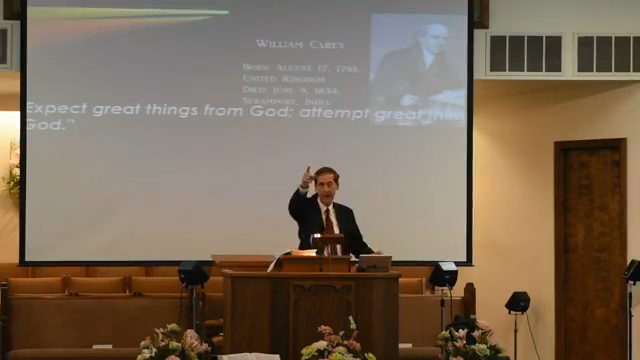 WILLIAM CAREY
BORN: AUGUST 17, 1761,
UNITED KINGDOM
DIED: JUNE 9, 1834,
SERAMPORE, INDIA
Expect great things from God; attempt great thin
God."